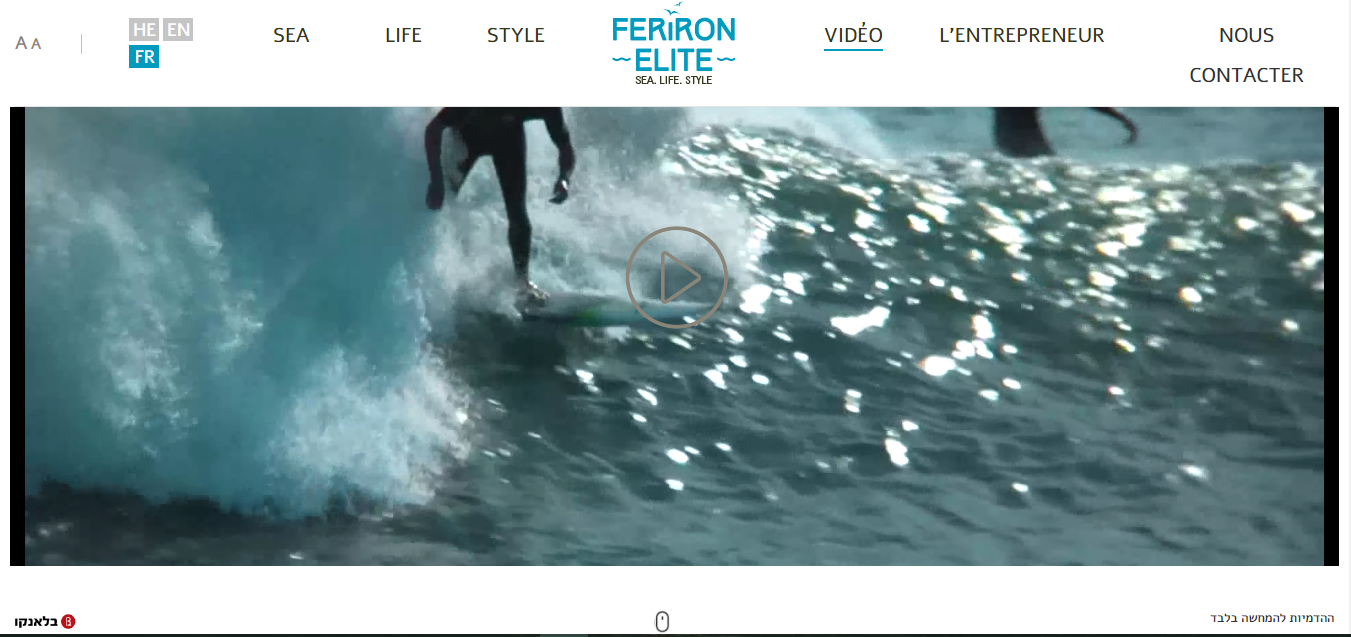 A A
HE EN
FR
SEA
LIFE
STYLE
FERIRON
ELITE
SEA. LIFE. STYLE
VIDÉO
L'ENTREPRENEUR
NOUS
CONTACTER
בלאנקו B
ההדמיות להמחשה בלבד